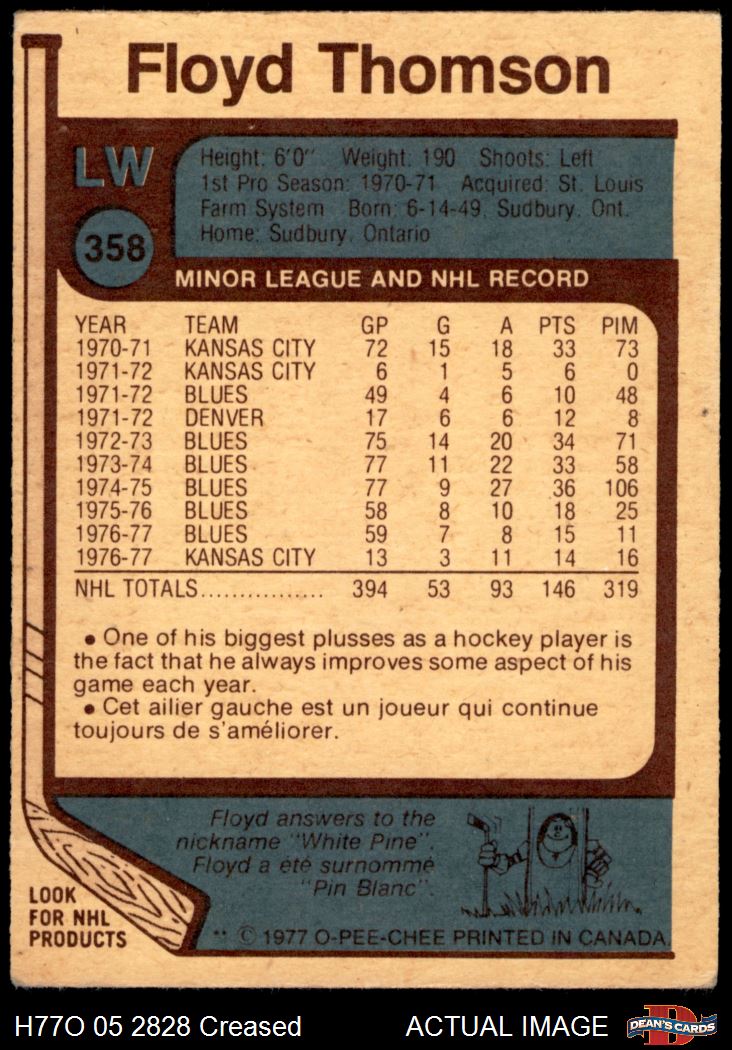 Floyd Thomson
LW
358
Height: 6'0" Weight: 190 Shoots: Left
1st Pro Season: 1970-71 Acquired: St. Louis
Farm System Born: 6-14-49, Sudbury, Ont.
Home: Sudbury, Ontario
MINOR LEAGUE AND NHL RECORD
YEAR TEAM GP G A PTS PIM
1970-71 KANSAS CITY 72 15 18 33 73
1971-72 KANSAS CITY 6 1 5 6 0
1971-72 BLUES 49 4 6 10 48
1971-72 DENVER 17 6 6 12 8
1972-73 BLUES 75 14 20 34 71
1973-74 BLUES 77 11 22 33 58
1974-75 BLUES 77 9 27 36 106
1975-76 BLUES 58 8 10 18 25
1976-77 BLUES 59 7 8 15 11
1976-77 KANSAS CITY 13 3 11 14 16
NHL TOTALS................ 394 53 93 146 319
• One of his biggest plusses as a hockey player is
the fact that he always improves some aspect of his
game each year.
• Cet ailier gauche est un joueur qui continue
toujours de s'améliorer.
Floyd answers to the
nickname "White Pine".
Floyd a été surnommé
"Pin Blanc".
LOOK
FOR NHL
PRODUCTS
** © 1977 O-PEE-CHEE PRINTED IN CANADA
H77O 05 2828 Creased ACTUAL IMAGE
D
DEAN'S CARDS